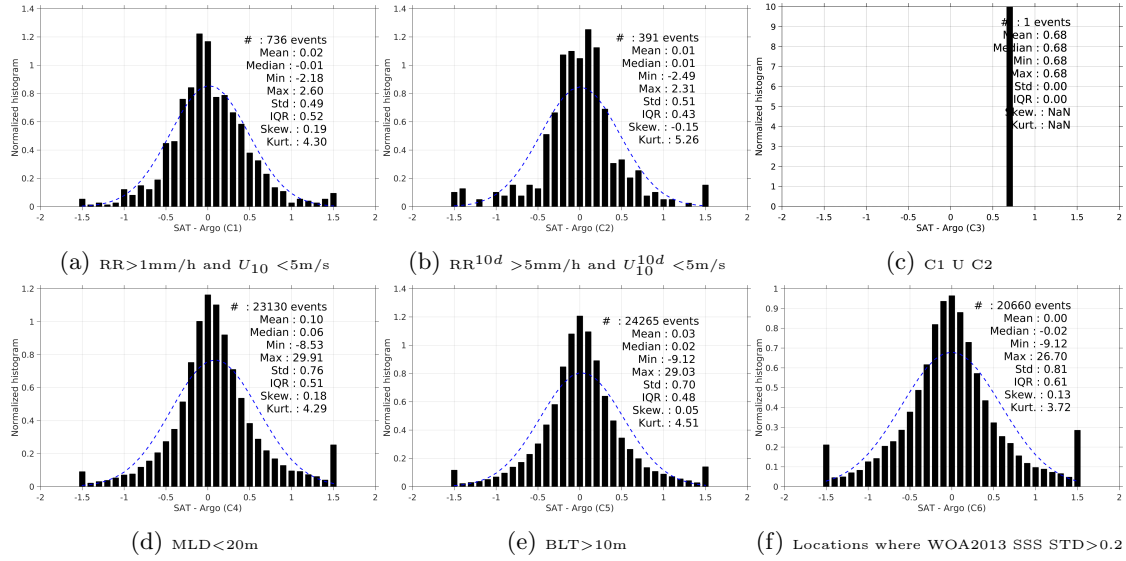 1.4
1.2
1
0.8
0.6
0.4
0.2
0
-2 -1.5 -1 -0.5 0 0.5 1 1.5 2
Normalized histogram
SAT - Argo (C1)
# : 736 events
Mean : 0.02
Median : -0.01
Min : -2.18
Max : 2.60
Std : 0.49
IQR : 0.52
Skew. : 0.19
Kurt. : 4.30
(a) RR>1mm/h and U10 <5m/s
1.4
1.2
1
0.8
0.6
0.4
0.2
0
-2 -1.5 -1 -0.5 0 0.5 1 1.5 2
Normalized histogram
SAT - Argo (C2)
# : 391 events
Mean : 0.01
Median : 0.01
Min : -2.49
Max : 2.31
Std : 0.51
IQR : 0.43
Skew. : -0.15
Kurt. : 5.26
(b) RR10d >5mm/h and U10 10d <5m/s
10
9
8
7
6
5
4
3
2
1
0
-2 -1.5 -1 -0.5 0 0.5 1 1.5 2
Normalized histogram
SAT - Argo (C3)
# : 1 events
Mean : 0.68
Median : 0.68
Min : 0.68
Max : 0.68
Std : 0.00
IQR : 0.00
Skew. : NaN
Kurt. : NaN
(c) C1 U C2
1.2
1
0.8
0.6
0.4
0.2
0
-2 -1.5 -1 -0.5 0 0.5 1 1.5 2
Normalized histogram
SAT - Argo (C4)
# : 23130 events
Mean : 0.10
Median : 0.06
Min : -8.53
Max : 29.91
Std : 0.76
IQR : 0.51
Skew. : 0.18
Kurt. : 4.29
(d) MLD<20m
1.4
1.2
1
0.8
0.6
0.4
0.2
0
-2 -1.5 -1 -0.5 0 0.5 1 1.5 2
Normalized histogram
SAT - Argo (C5)
# : 24265 events
Mean : 0.03
Median : 0.02
Min : -9.12
Max : 29.03
Std : 0.70
IQR : 0.48
Skew. : 0.05
Kurt. : 4.51
(e) BLT>10m
1
0.9
0.8
0.7
0.6
0.5
0.4
0.3
0.2
0.1
0
-2 -1.5 -1 -0.5 0 0.5 1 1.5 2
Normalized histogram
SAT - Argo (C6)
# : 20660 events
Mean : 0.00
Median : -0.02
Min : -9.12
Max : 26.70
Std : 0.81
IQR : 0.61
Skew. : 0.13
Kurt. : 3.72
(f) Locations where WOA2013 SSS STD>0.2